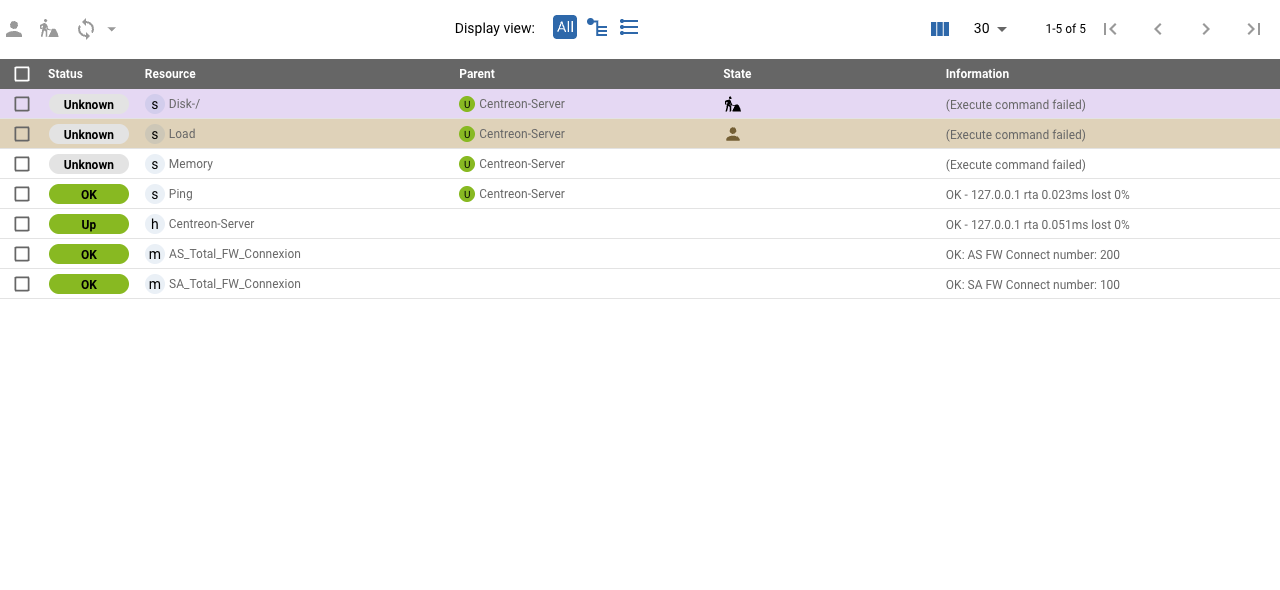 Display view: All 30 1-5 of 5
Status Resource Parent State Information
Unknown s Disk-/ U Centreon-Server (Execute command failed)
Unknown s Load U Centreon-Server (Execute command failed)
Unknown s Memory U Centreon-Server (Execute command failed)
OK s Ping U Centreon-Server OK - 127.0.0.1 rta 0.023ms lost 0%
Up h Centreon-Server OK - 127.0.0.1 rta 0.051ms lost 0%
OK m AS_Total_FW_Connexion OK: AS FW Connect number: 200
OK m SA_Total_FW_Connexion OK: SA FW Connect number: 100